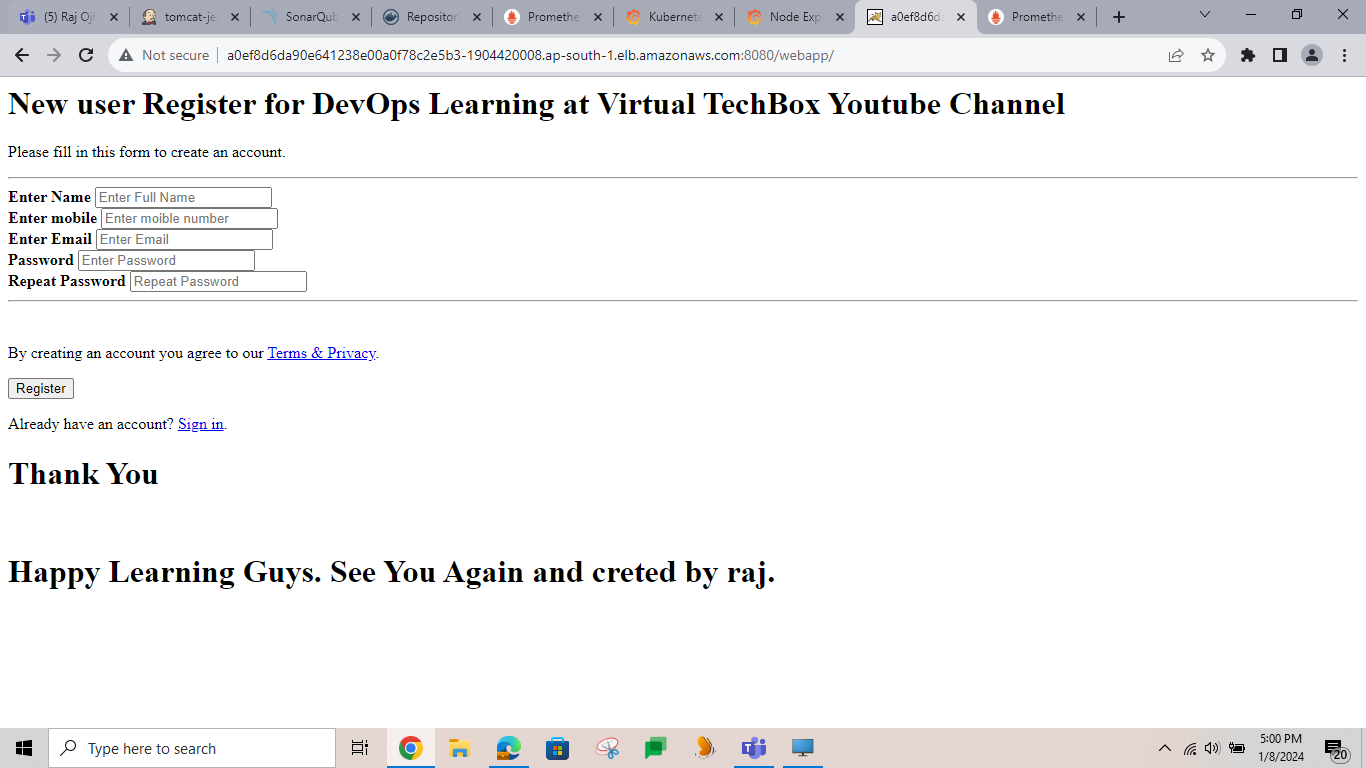 (5) Raj Oj
tomcat-je
SonarQub
Repositori
Promethe
Kubernete
Node Exp
a0ef8d6da
Promethe
Not secure
a0ef8d6da90e641238e00a0f78c2e5b3-1904420008.ap-south-1.elb.amazonaws.com:8080/webapp/
New user Register for DevOps Learning at Virtual TechBox Youtube Channel
Please fill in this form to create an account.
Enter Name Enter Full Name
Enter mobile Enter moible number
Enter Email Enter Email
Password Enter Password
Repeat Password Repeat Password
By creating an account you agree to our Terms & Privacy.
Register
Already have an account? Sign in.
Thank You
Happy Learning Guys. See You Again and creted by raj.
Type here to search
5:00 PM
1/8/2024
20